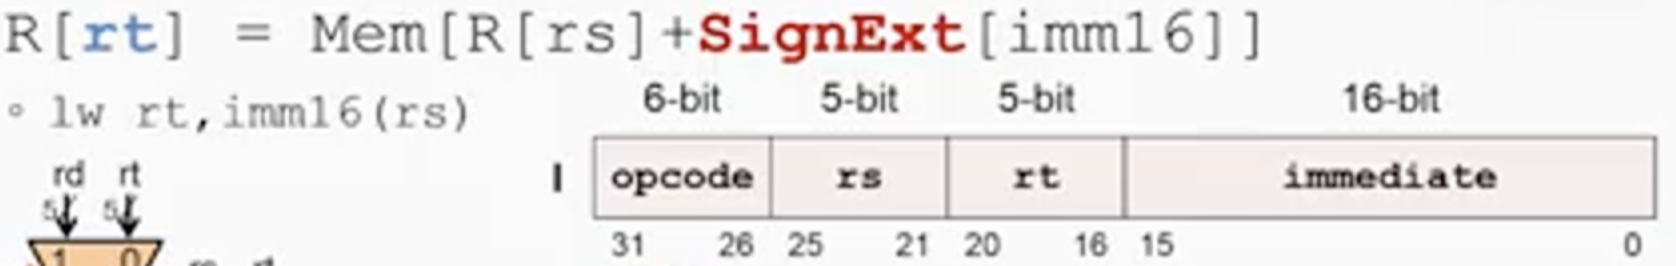 R[rt] = Mem[R[rs]+SignExt[imm16]]
6-bit 5-bit 5-bit 16-bit
◦ lw rt,imm16(rs)
rd rt
I opcode rs rt immediate
5 5
31 26 25 21 20 16 15 0
1 0